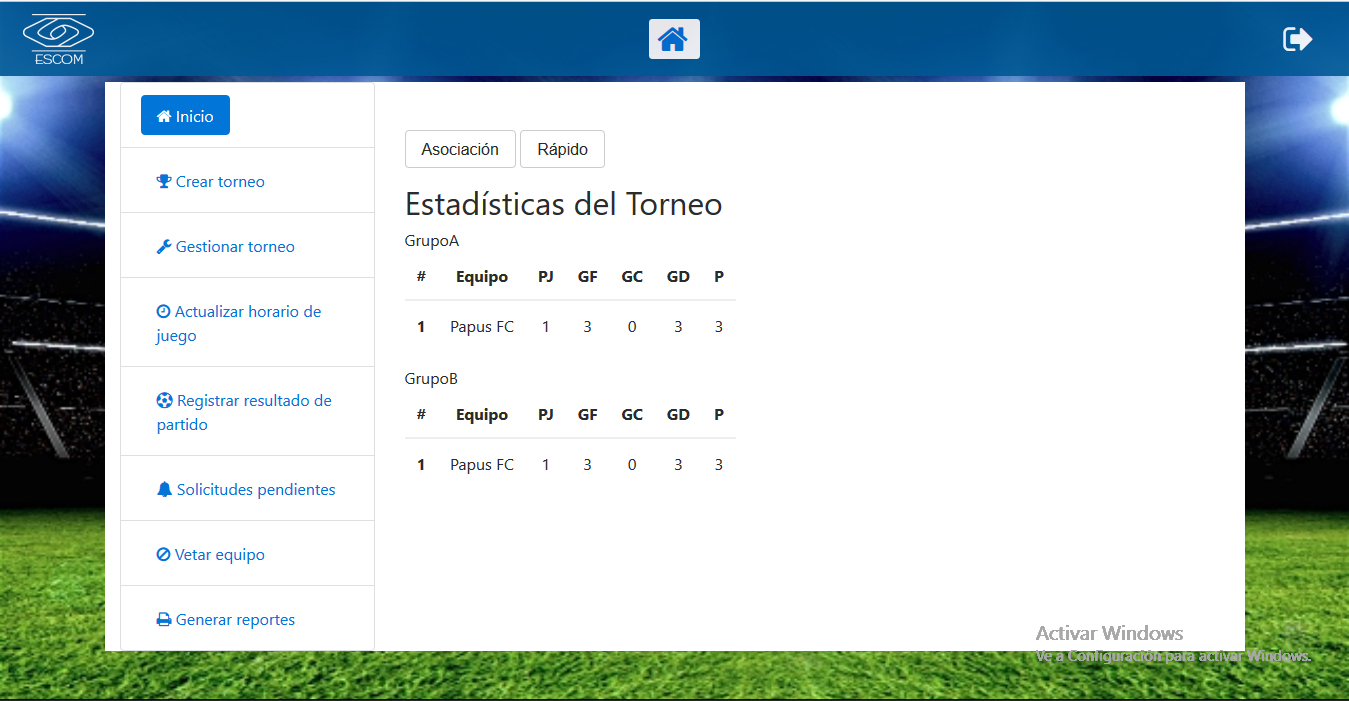 ESCOM
Inicio
Crear torneo
Gestionar torneo
Actualizar horario de
juego
Registrar resultado de
partido
Solicitudes pendientes
Vetar equipo
Generar reportes
Asociación Rápido
Estadísticas del Torneo
GrupoA
# Equipo PJ GF GC GD P
1 Papus FC 1 3 0 3 3
GrupoB
# Equipo PJ GF GC GD P
1 Papus FC 1 3 0 3 3
Activar Windows
Ve a Configuración para activar Windows.